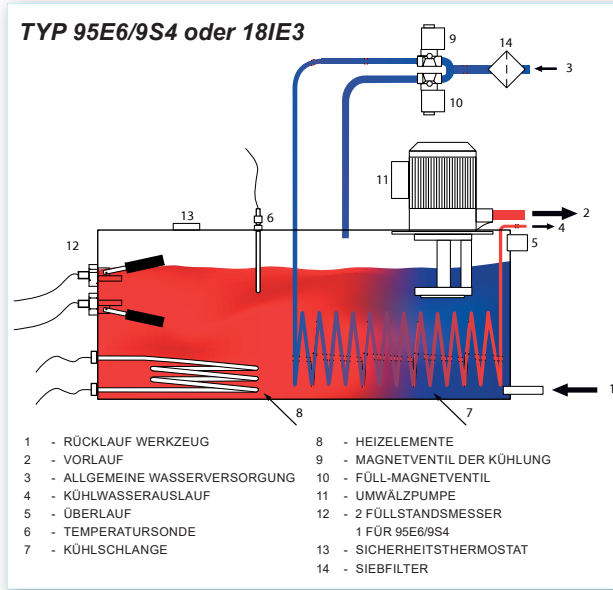 TYP 95E6/9S4 oder 18IE3
9
14
3
10
11
2
4
13
6
5
12
1
8
7
1 - RÜCKLAUF WERKZEUG
2 - VORLAUF
3 - ALLGEMEINE WASSERVERSORGUNG
4 - KÜHLWASSERAUSLAUF
5 - ÜBERLAUF
6 - TEMPERATURSONDE
7 - KÜHLSCHLANGE
8 - HEIZELEMENTE
9 - MAGNETVENTIL DER KÜHLUNG
10 - FÜLL-MAGNETVENTIL
11 - UMWÄLZPUMPE
12 - 2 FÜLLSTANDSMESSER
1 FÜR 95E6/9S4
13 - SICHERHEITSTHERMOSTAT
14 - SIEBFILTER